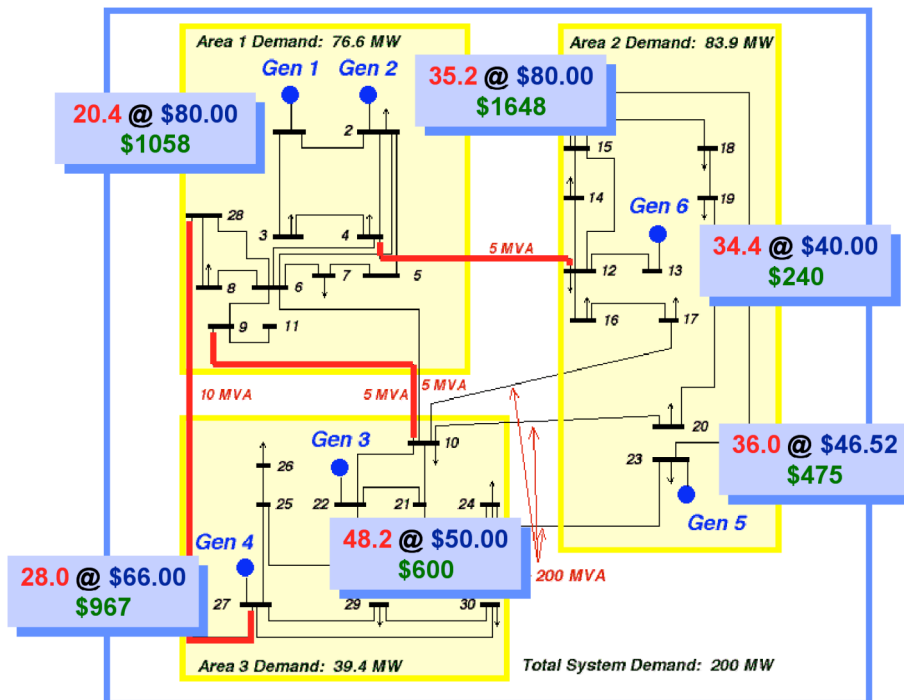 Area 1 Demand: 76.6 MW
Area 2 Demand: 83.9 MW
Gen 1
Gen 2
35.2 @ $80.00
$1648
20.4 @ $80.00
$1058
2
15
18
14
19
28
3
4
Gen 6
5 MVA
34.4 @ $40.00
$240
8
6
7
5
12
13
9
11
16
17
10 MVA
5 MVA
5 MVA
10
20
Gen 3
23
36.0 @ $46.52
$475
26
25
22
21
24
Gen 5
Gen 4
48.2 @ $50.00
$600
28.0 @ $66.00
$967
200 MVA
27
29
30
Area 3 Demand: 39.4 MW
Total System Demand: 200 MW